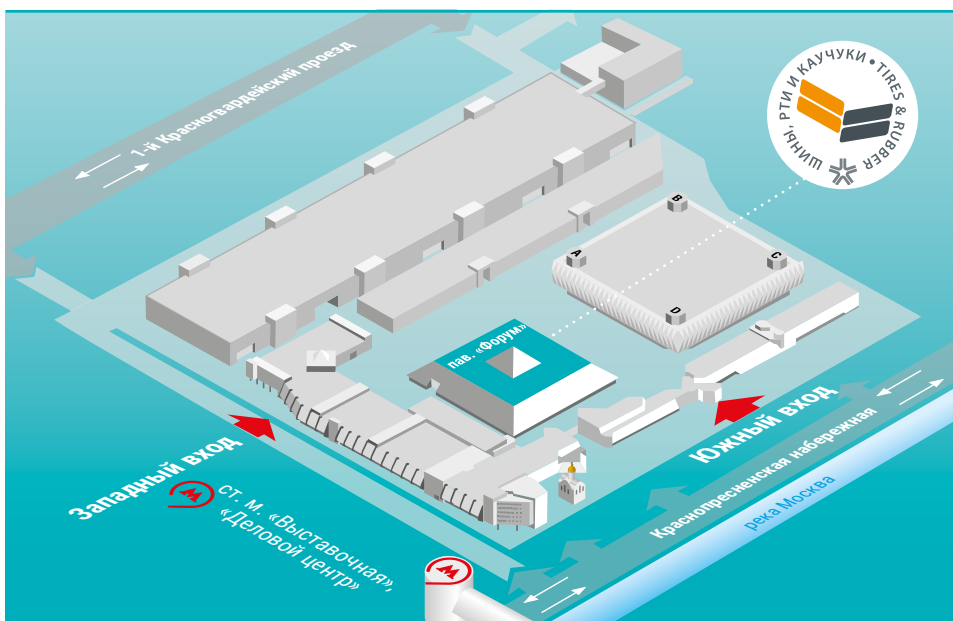 1-й Красногвардейский проезд
ШИНЫ, РТИ И КАУЧУКИ • TIRES & RUBBER
B
A
C
D
пав. «Форум»
Западный вход
Южный вход
ст. м. «Выставочная»,
«Деловой центр»
Краснопресненская набережная
река Москва